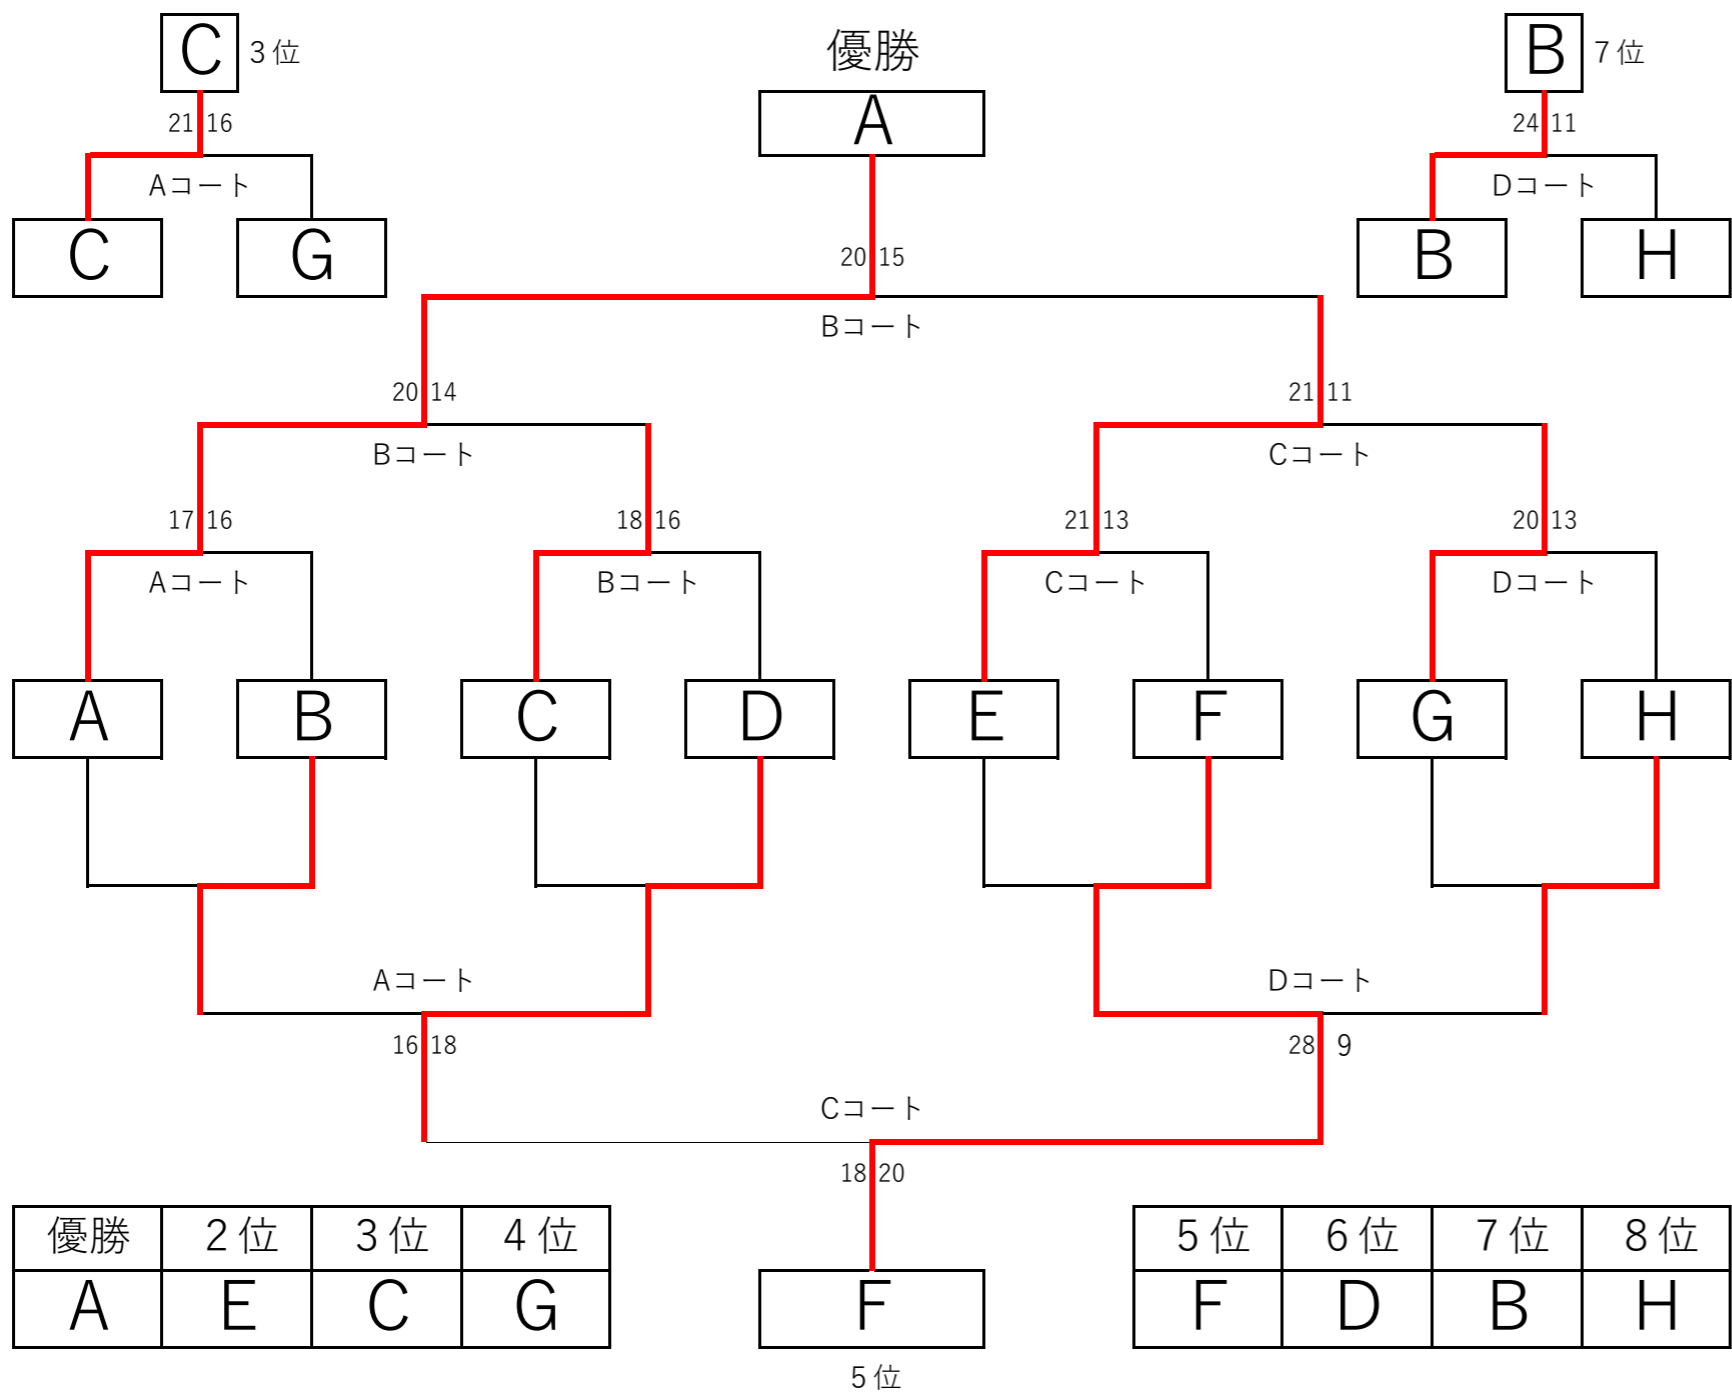 C 3位 優勝 B 7位
A
21 16 24 11
Aコート Dコート
C G B H
20 15
Bコート
20 14 21 11
Bコート Cコート
17 16 18 16 21 13 20 13
Aコート Bコート Cコート Dコート
A B C D E F G H
Aコート Dコート
16 18 28 9
Cコート
18 20
優勝 2位 3位 4位 5位 6位 7位 8位
A E C G F F D B H
5位